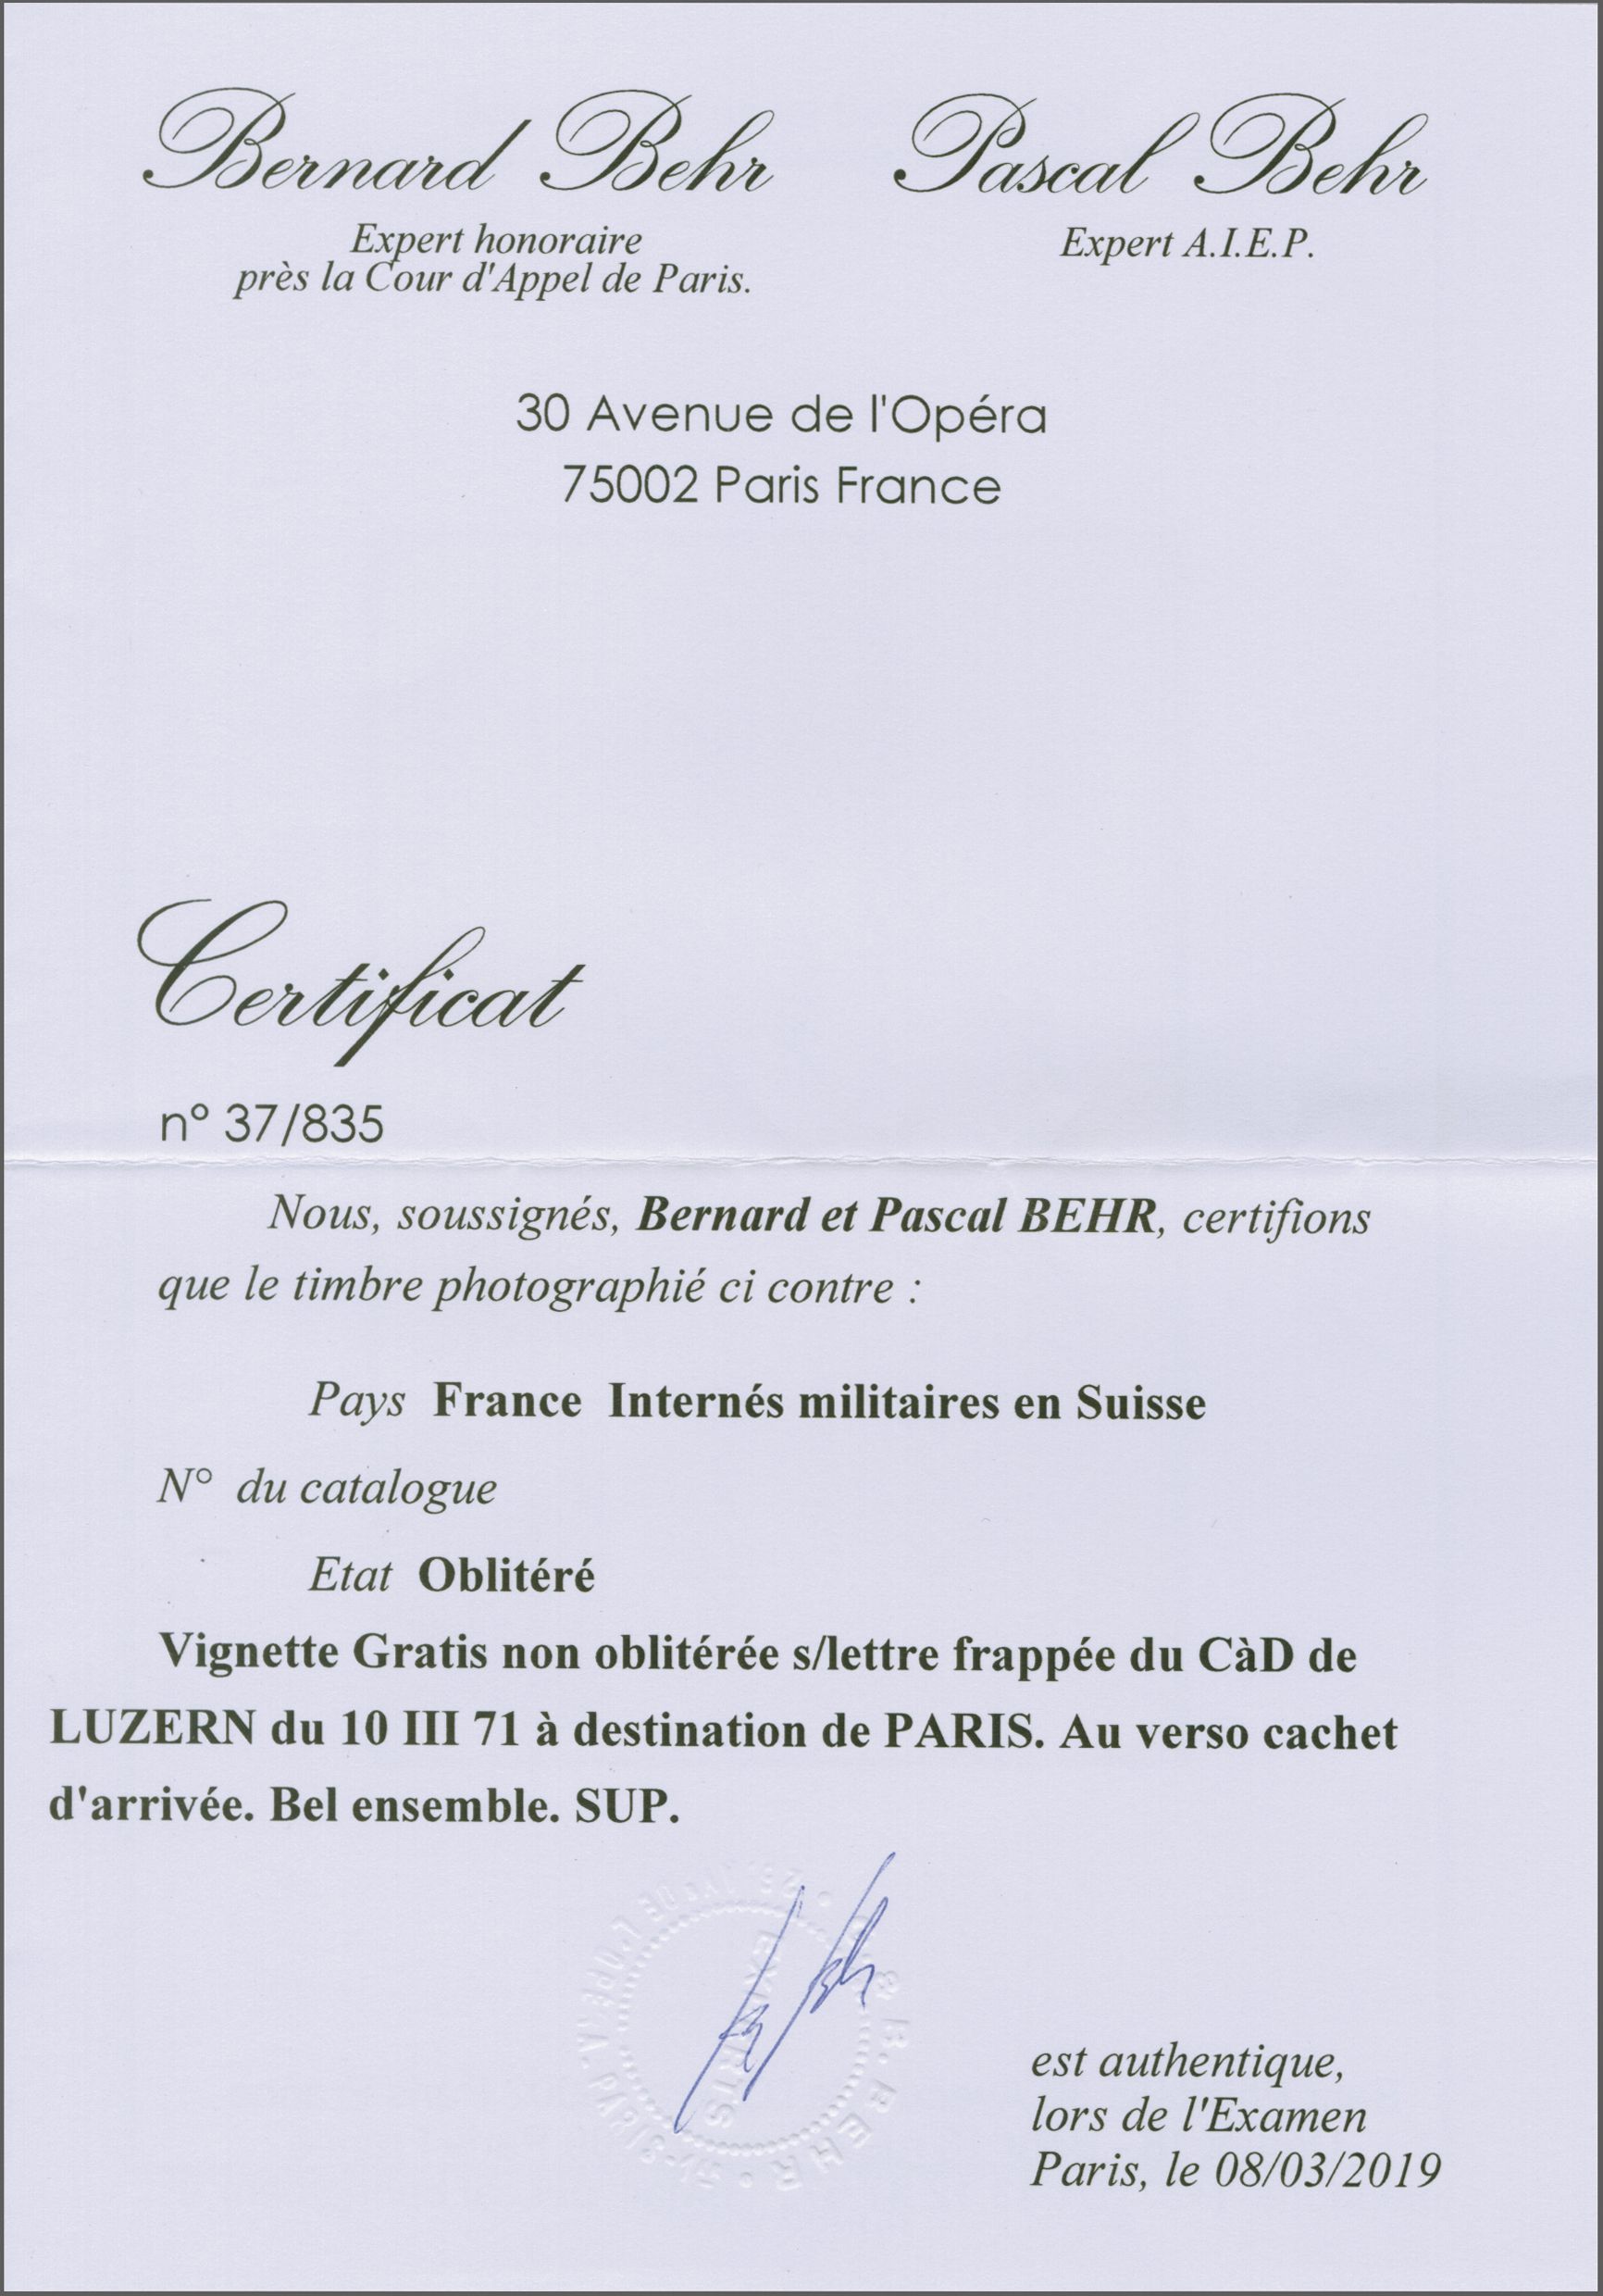 Bernard Behr
Pascal Behr
Expert honoraire
près la Cour d'Appel de Paris.
Expert A.I.E.P.
30 Avenue de l'Opéra
75002 Paris France
Certificat
n° 37/835
Nous, soussignés, Bernard et Pascal BEHR, certifions
que le timbre photographié ci contre :
Pays France Internés militaires en Suisse
N° du catalogue
Etat Oblitéré
Vignette Gratis non oblitérée s/lettre frappée du CàD de
LUZERN du 10 III 71 à destination de PARIS. Au verso cachet
d'arrivée. Bel ensemble. SUP.
est authentique,
lors de l'Examen
Paris, le 08/03/2019